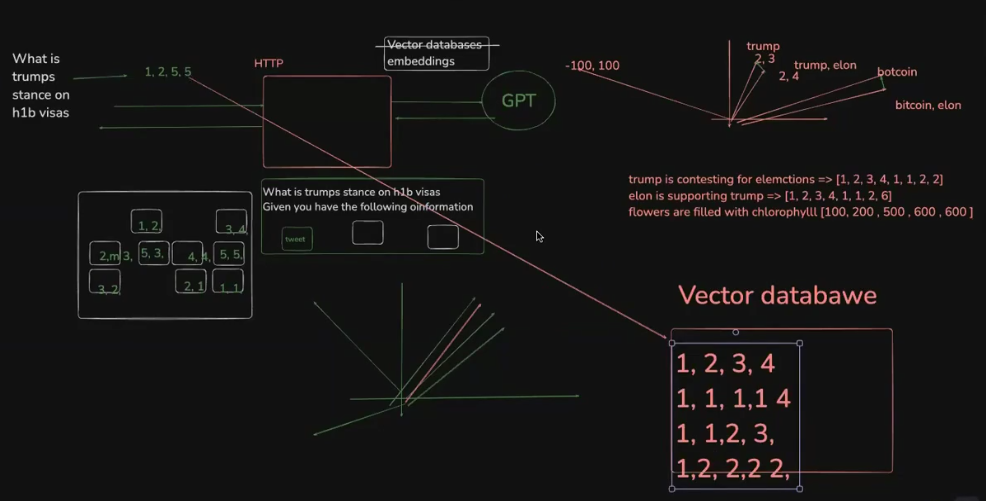 What is
trumps
stance on
h1b visas
1, 2, 5, 5
HTTP
Vector databases
embeddings
GPT
-100, 100
trump
2, 3
trump, elon
2, 4
botcoin
bitcoin, elon
trump is contesting for elemctions => [1, 2, 3, 4, 1, 1, 2, 2]
elon is supporting trump => [1, 2, 3, 4, 1, 1, 2, 6]
flowers are filled with chlorophylll [100, 200 , 500 , 600 , 600 ]
What is trumps stance on h1b visas
Given you have the following oinformation
tweet
1, 2,
3, 4,
2,m 3,
5, 3,
4, 4,
5, 5,
3, 2,
2, 1
1, 1,
Vector databawe
1, 2, 3, 4
1, 1, 1,1 4
1, 1,2, 3,
1,2, 2,2 2,